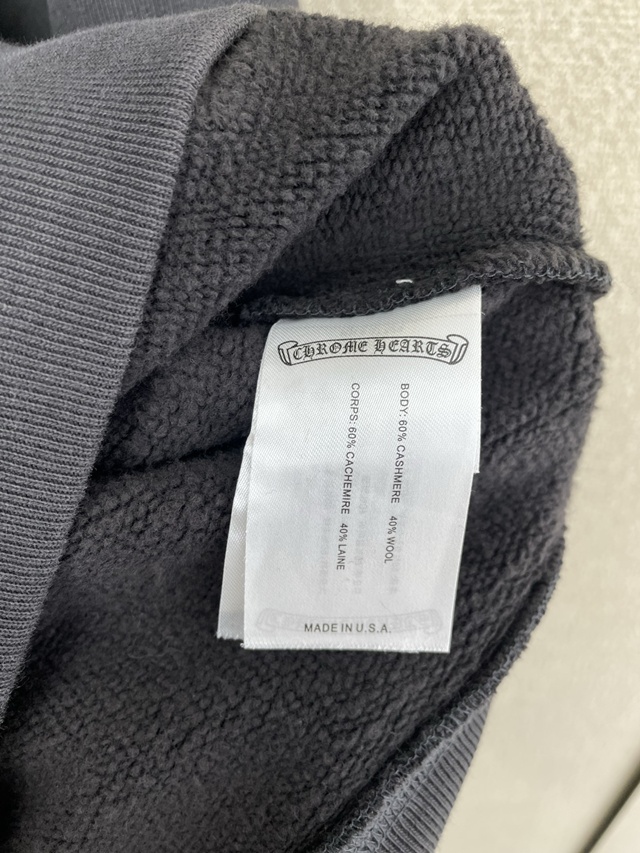 CHROME HEARTS
BODY: 60% CASHMERE 40% WOOL
CORPS: 60% CACHEMIRE 40% LAINE
MADE IN U.S.A.